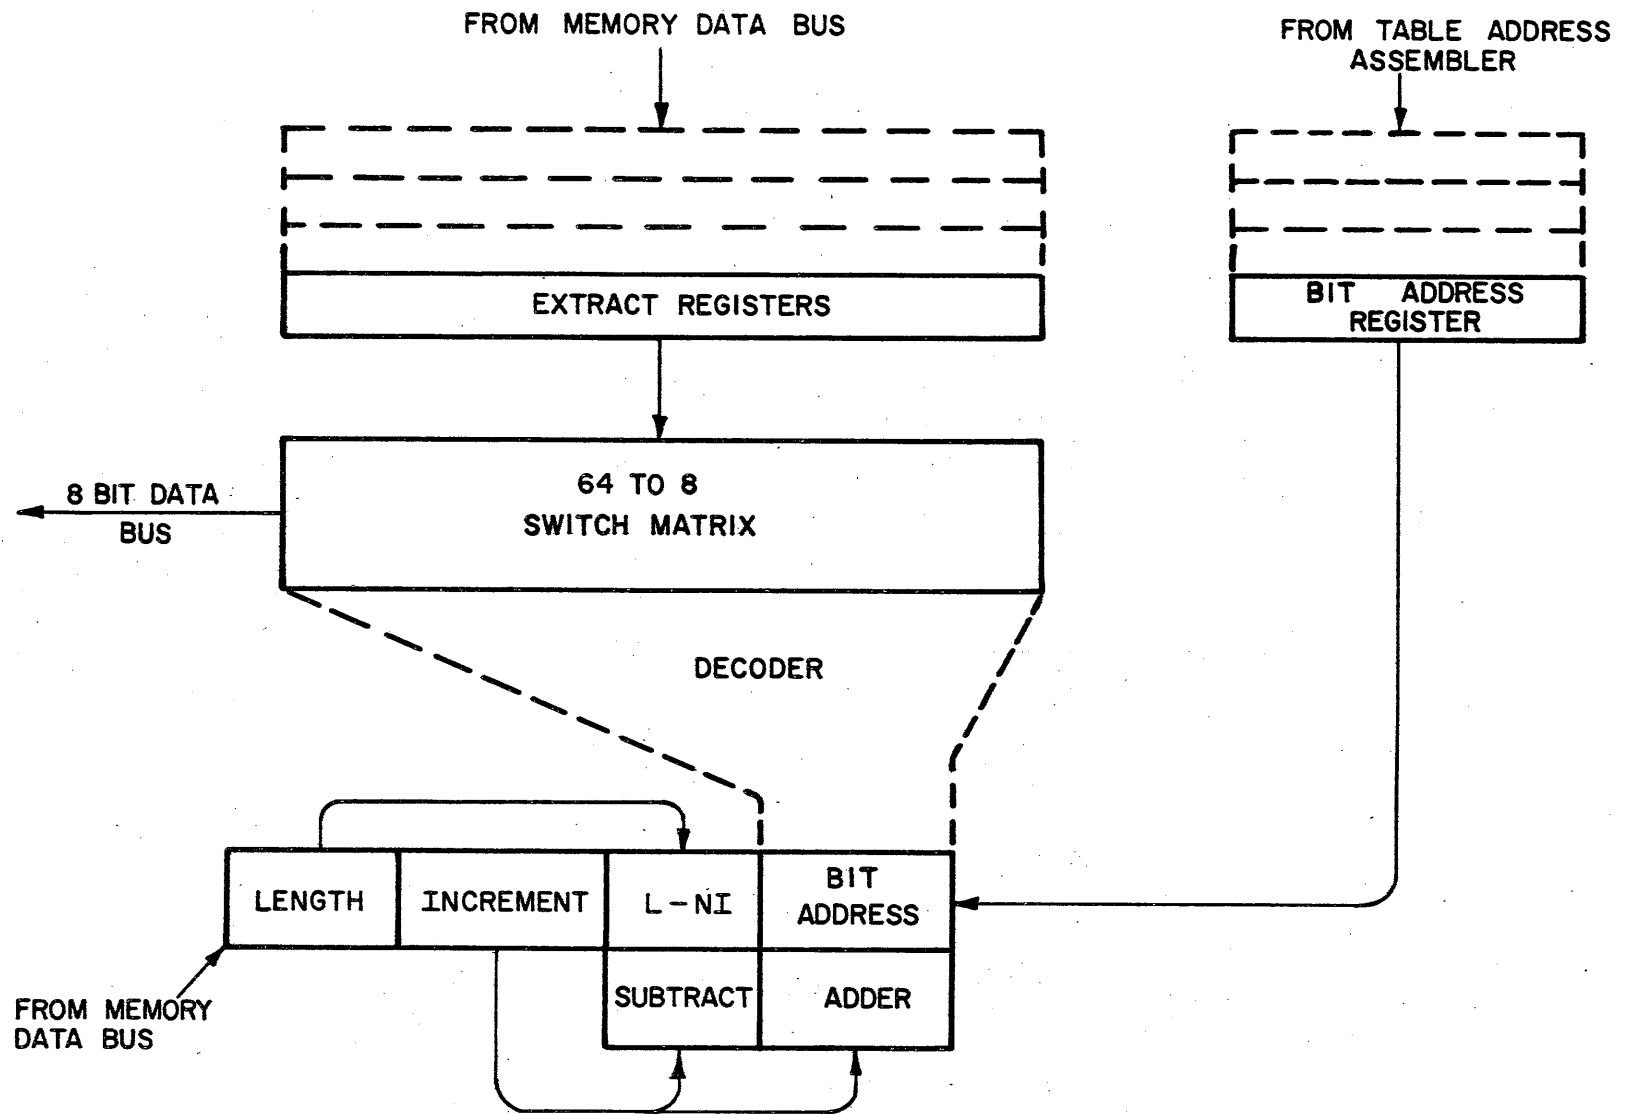 FROM MEMORY DATA BUS
FROM TABLE ADDRESS
ASSEMBLER
EXTRACT REGISTERS
BIT ADDRESS
REGISTER
64 TO 8
SWITCH MATRIX
8 BIT DATA
BUS
DECODER
LENGTH
INCREMENT
L-NI
BIT
ADDRESS
SUBTRACT
ADDER
FROM MEMORY
DATA BUS